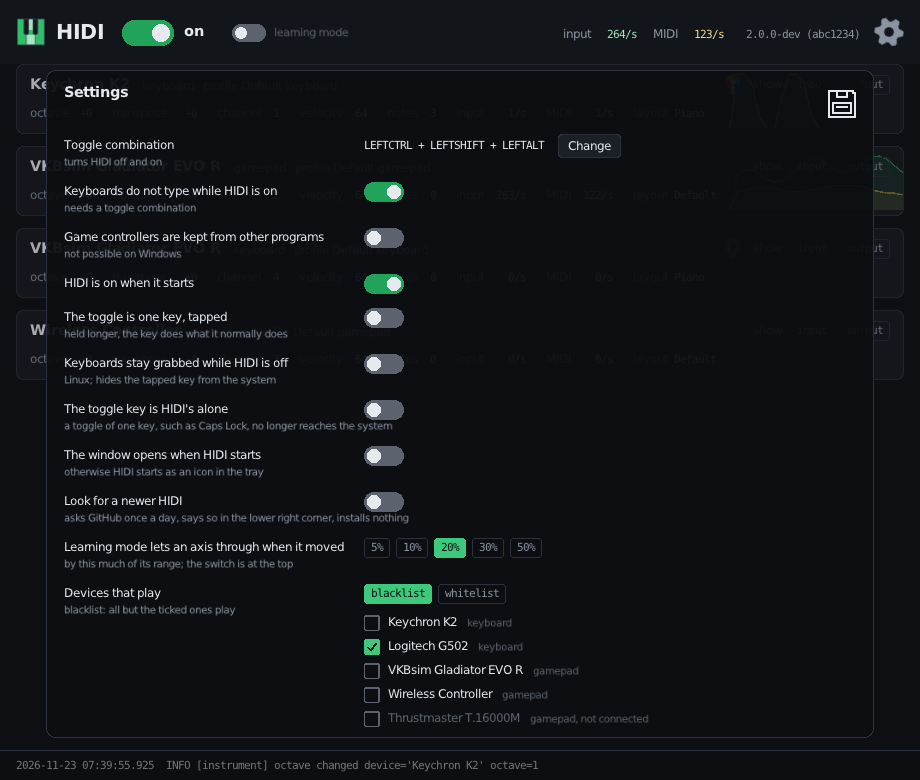 HIDI on learning mode input 264/s MIDI 123/s 2.0.0-dev (abc1234)
Settings
Toggle combination LEFTCTRL + LEFTSHIFT + LEFTALT Change
turns HIDI off and on
Keyboards do not type while HIDI is on
needs a toggle combination
Game controllers are kept from other programs
not possible on Windows
HIDI is on when it starts
The toggle is one key, tapped
held longer, the key does what it normally does
Keyboards stay grabbed while HIDI is off
Linux; hides the tapped key from the system
The toggle key is HIDI's alone
a toggle of one key, such as Caps Lock, no longer reaches the system
The window opens when HIDI starts
otherwise HIDI starts as an icon in the tray
Look for a newer HIDI
asks GitHub once a day, says so in the lower right corner, installs nothing
Learning mode lets an axis through when it moved 5% 10% 20% 30% 50%
by this much of its range; the switch is at the top
Devices that play blacklist whitelist
blacklist: all but the ticked ones play
Keychron K2 keyboard
Logitech G502 keyboard
VKBsim Gladiator EVO R gamepad
Wireless Controller gamepad
Thrustmaster T.16000M gamepad, not connected
2026-11-23 07:39:55.925 INFO [instrument] octave changed device='Keychron K2' octave=1